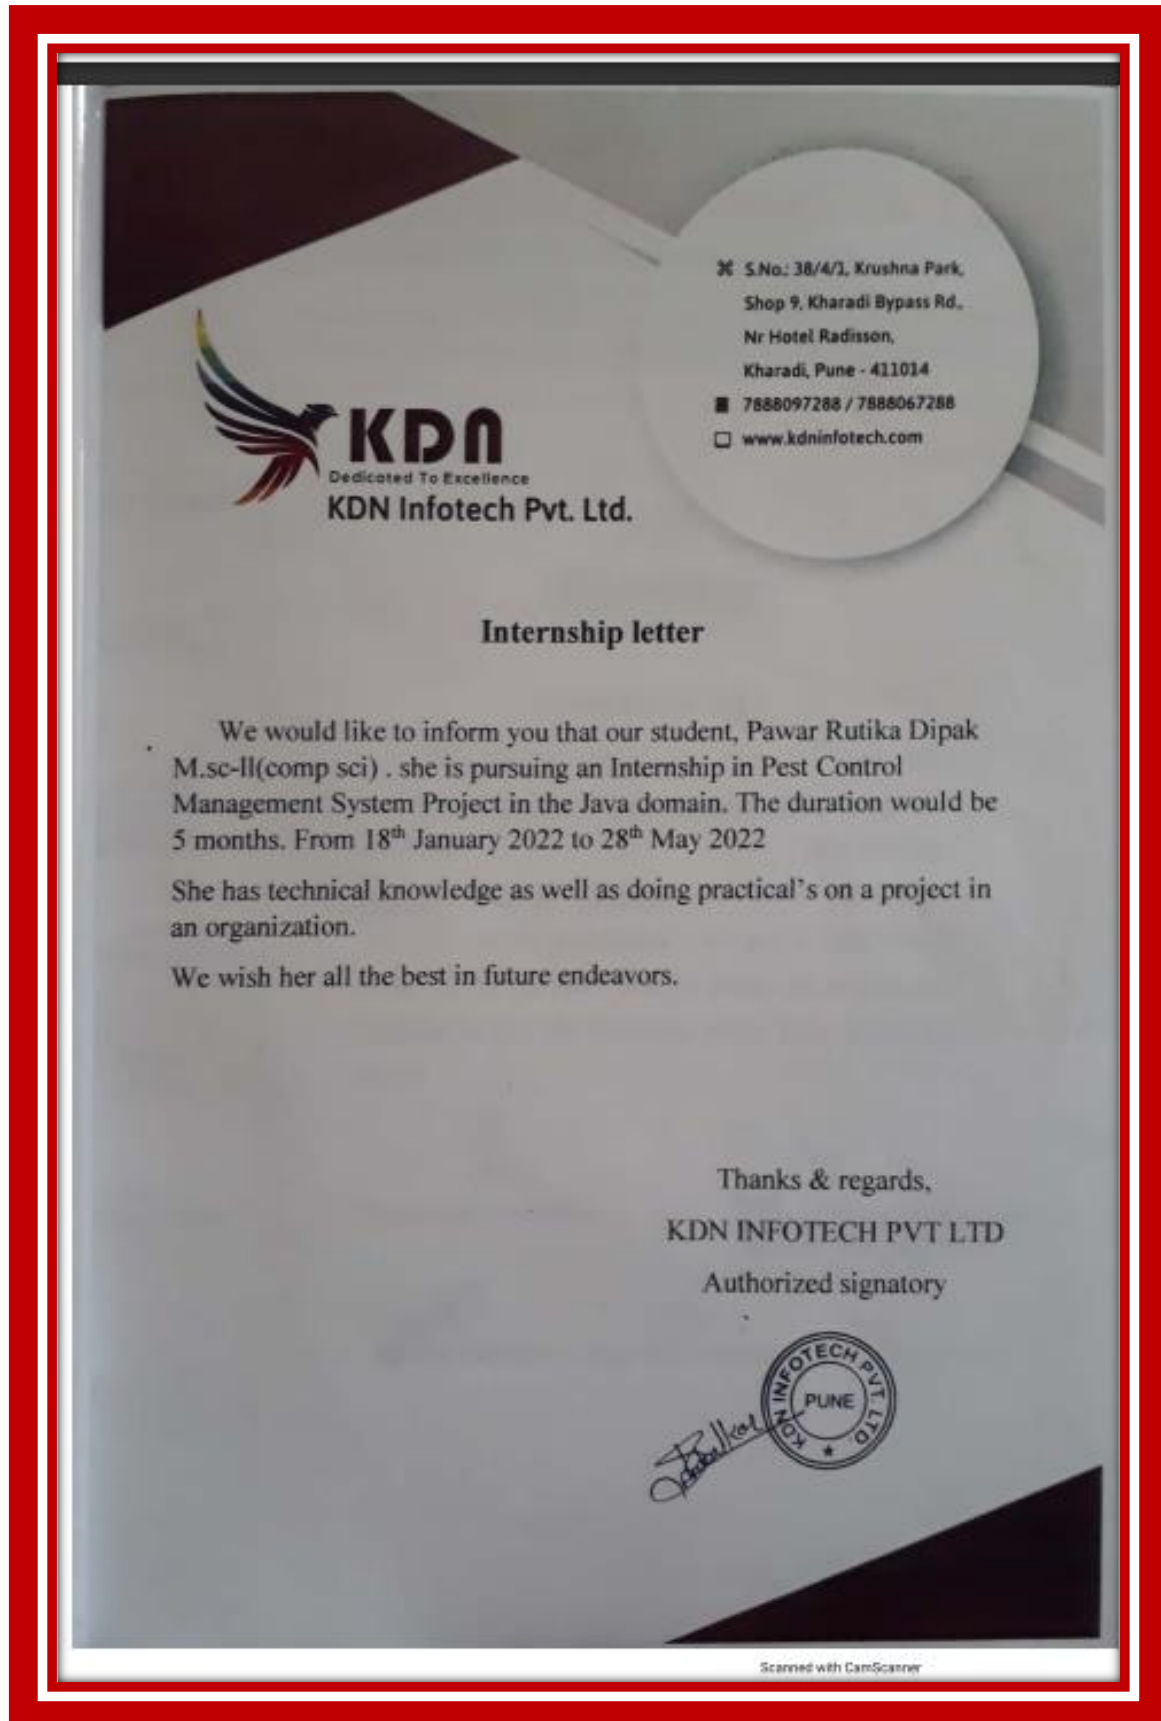 S.No.: 38/4/1, Krushna Park,
Shop 9, Kharadi Bypass Rd.,
Nr Hotel Radisson,
Kharadi, Pune - 411014
7888097288 / 7888067288
www.kdninfotech.com
KDN
Dedicated To Excellence
KDN Infotech Pvt. Ltd.
Internship letter
We would like to inform you that our student, Pawar Rutika Dipak
M.sc-II(comp sci) . she is pursuing an Internship in Pest Control
Management System Project in the Java domain. The duration would be
5 months. From 18th January 2022 to 28th May 2022
She has technical knowledge as well as doing practical's on a project in
an organization.
We wish her all the best in future endeavors.
Thanks & regards,
KDN INFOTECH PVT LTD
Authorized signatory
KDN INFOTECH PVT. LTD.
PUNE
Scanned with CamScanner